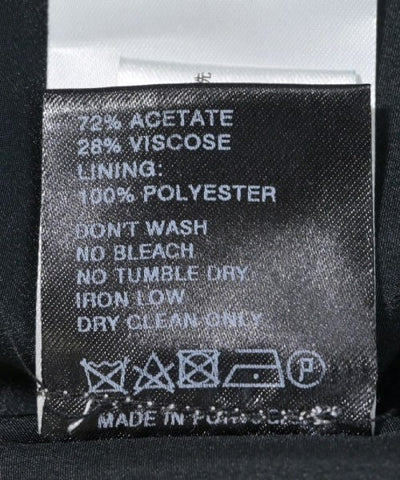 洗
72% ACETATE
28% VISCOSE
LINING:
100% POLYESTER
DON'T WASH
NO BLEACH
NO TUMBLE DRY
IRON LOW
DRY CLEAN ONLY
P
MADE IN